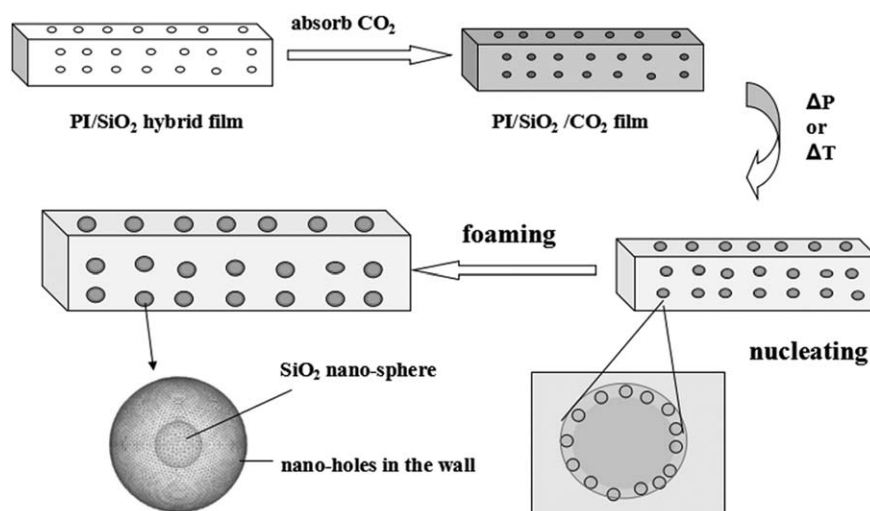 absorb CO₂
PI/SiO₂ hybrid film
PI/SiO₂ /CO₂ film
ΔP
or
ΔT
foaming
nucleating
SiO₂ nano-sphere
nano-holes in the wall